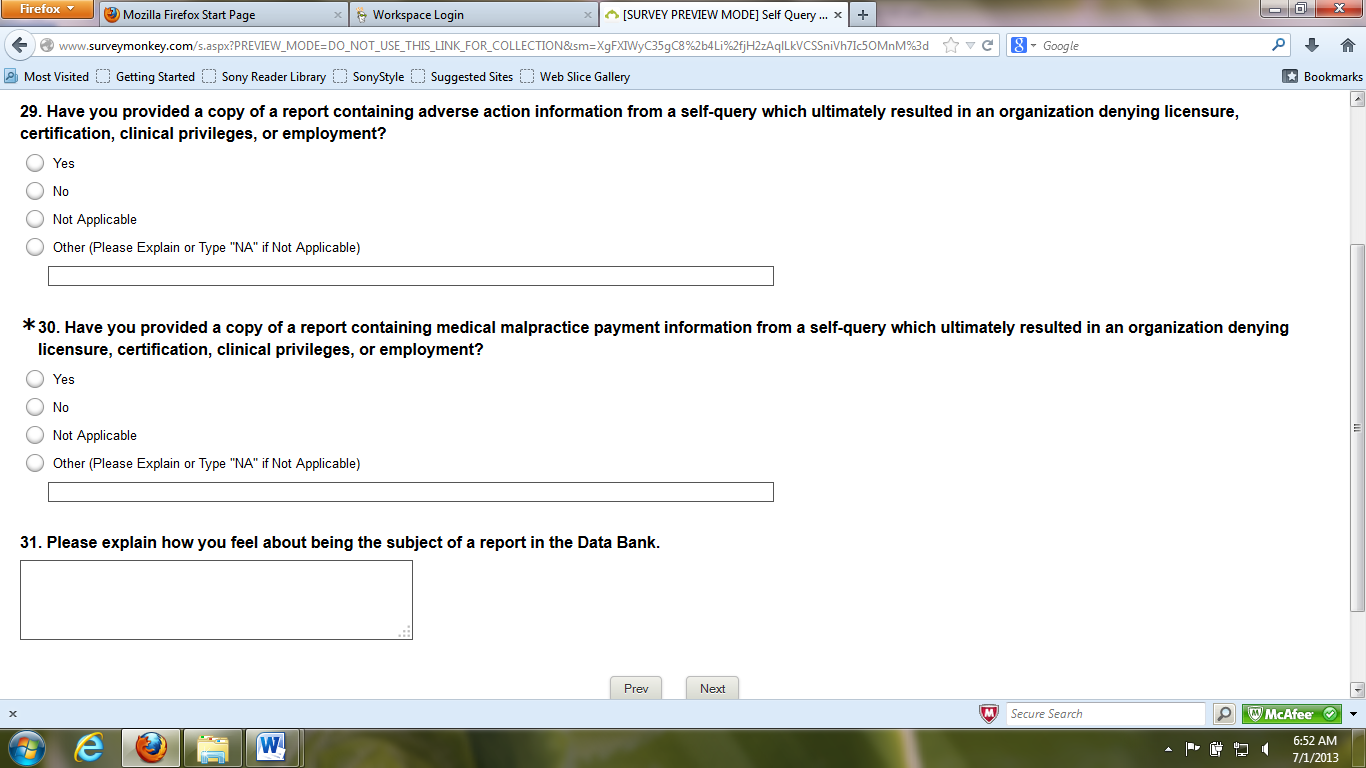 Firefox
Mozilla Firefox Start Page
Workspace Login
[SURVEY PREVIEW MODE] Self Query ...
www.surveymonkey.com/s.aspx?PREVIEW_MODE=DO_NOT_USE_THIS_LINK_FOR_COLLECTION&sm=XgFXIWyC35gC8%2b4Li%2fjH2zAqILkVCSSniVh7Ic5OMnM%3d
Google
Most Visited
Getting Started
Sony Reader Library
SonyStyle
Suggested Sites
Web Slice Gallery
Bookmarks
29. Have you provided a copy of a report containing adverse action information from a self-query which ultimately resulted in an organization denying licensure,
certification, clinical privileges, or employment?
Yes
No
Not Applicable
Other (Please Explain or Type "NA" if Not Applicable)
*30. Have you provided a copy of a report containing medical malpractice payment information from a self-query which ultimately resulted in an organization denying
licensure, certification, clinical privileges, or employment?
Yes
No
Not Applicable
Other (Please Explain or Type "NA" if Not Applicable)
31. Please explain how you feel about being the subject of a report in the Data Bank.
Prev
Next
Secure Search
McAfee
6:52 AM
7/1/2013